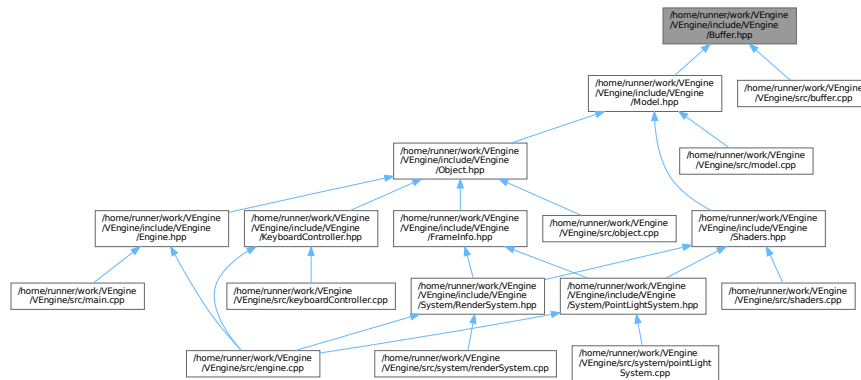 /home/runner/work/VEngine
/VEngine/include/VEngine
/Buffer.hpp
/home/runner/work/VEngine
/VEngine/include/VEngine
/Model.hpp
/home/runner/work/VEngine
/VEngine/src/buffer.cpp
/home/runner/work/VEngine
/VEngine/include/VEngine
/Object.hpp
/home/runner/work/VEngine
/VEngine/src/model.cpp
/home/runner/work/VEngine
/VEngine/include/VEngine
/Engine.hpp
/home/runner/work/VEngine
/VEngine/include/VEngine
/KeyboardController.hpp
/home/runner/work/VEngine
/VEngine/include/VEngine
/FrameInfo.hpp
/home/runner/work/VEngine
/VEngine/src/object.cpp
/home/runner/work/VEngine
/VEngine/include/VEngine
/Shaders.hpp
/home/runner/work/VEngine
/VEngine/src/main.cpp
/home/runner/work/VEngine
/VEngine/src/keyboardController.cpp
/home/runner/work/VEngine
/VEngine/include/VEngine
/System/RenderSystem.hpp
/home/runner/work/VEngine
/VEngine/include/VEngine
/System/PointLightSystem.hpp
/home/runner/work/VEngine
/VEngine/src/shaders.cpp
/home/runner/work/VEngine
/VEngine/src/engine.cpp
/home/runner/work/VEngine
/VEngine/src/system/renderSystem.cpp
/home/runner/work/VEngine
/VEngine/src/system/pointLight
System.cpp